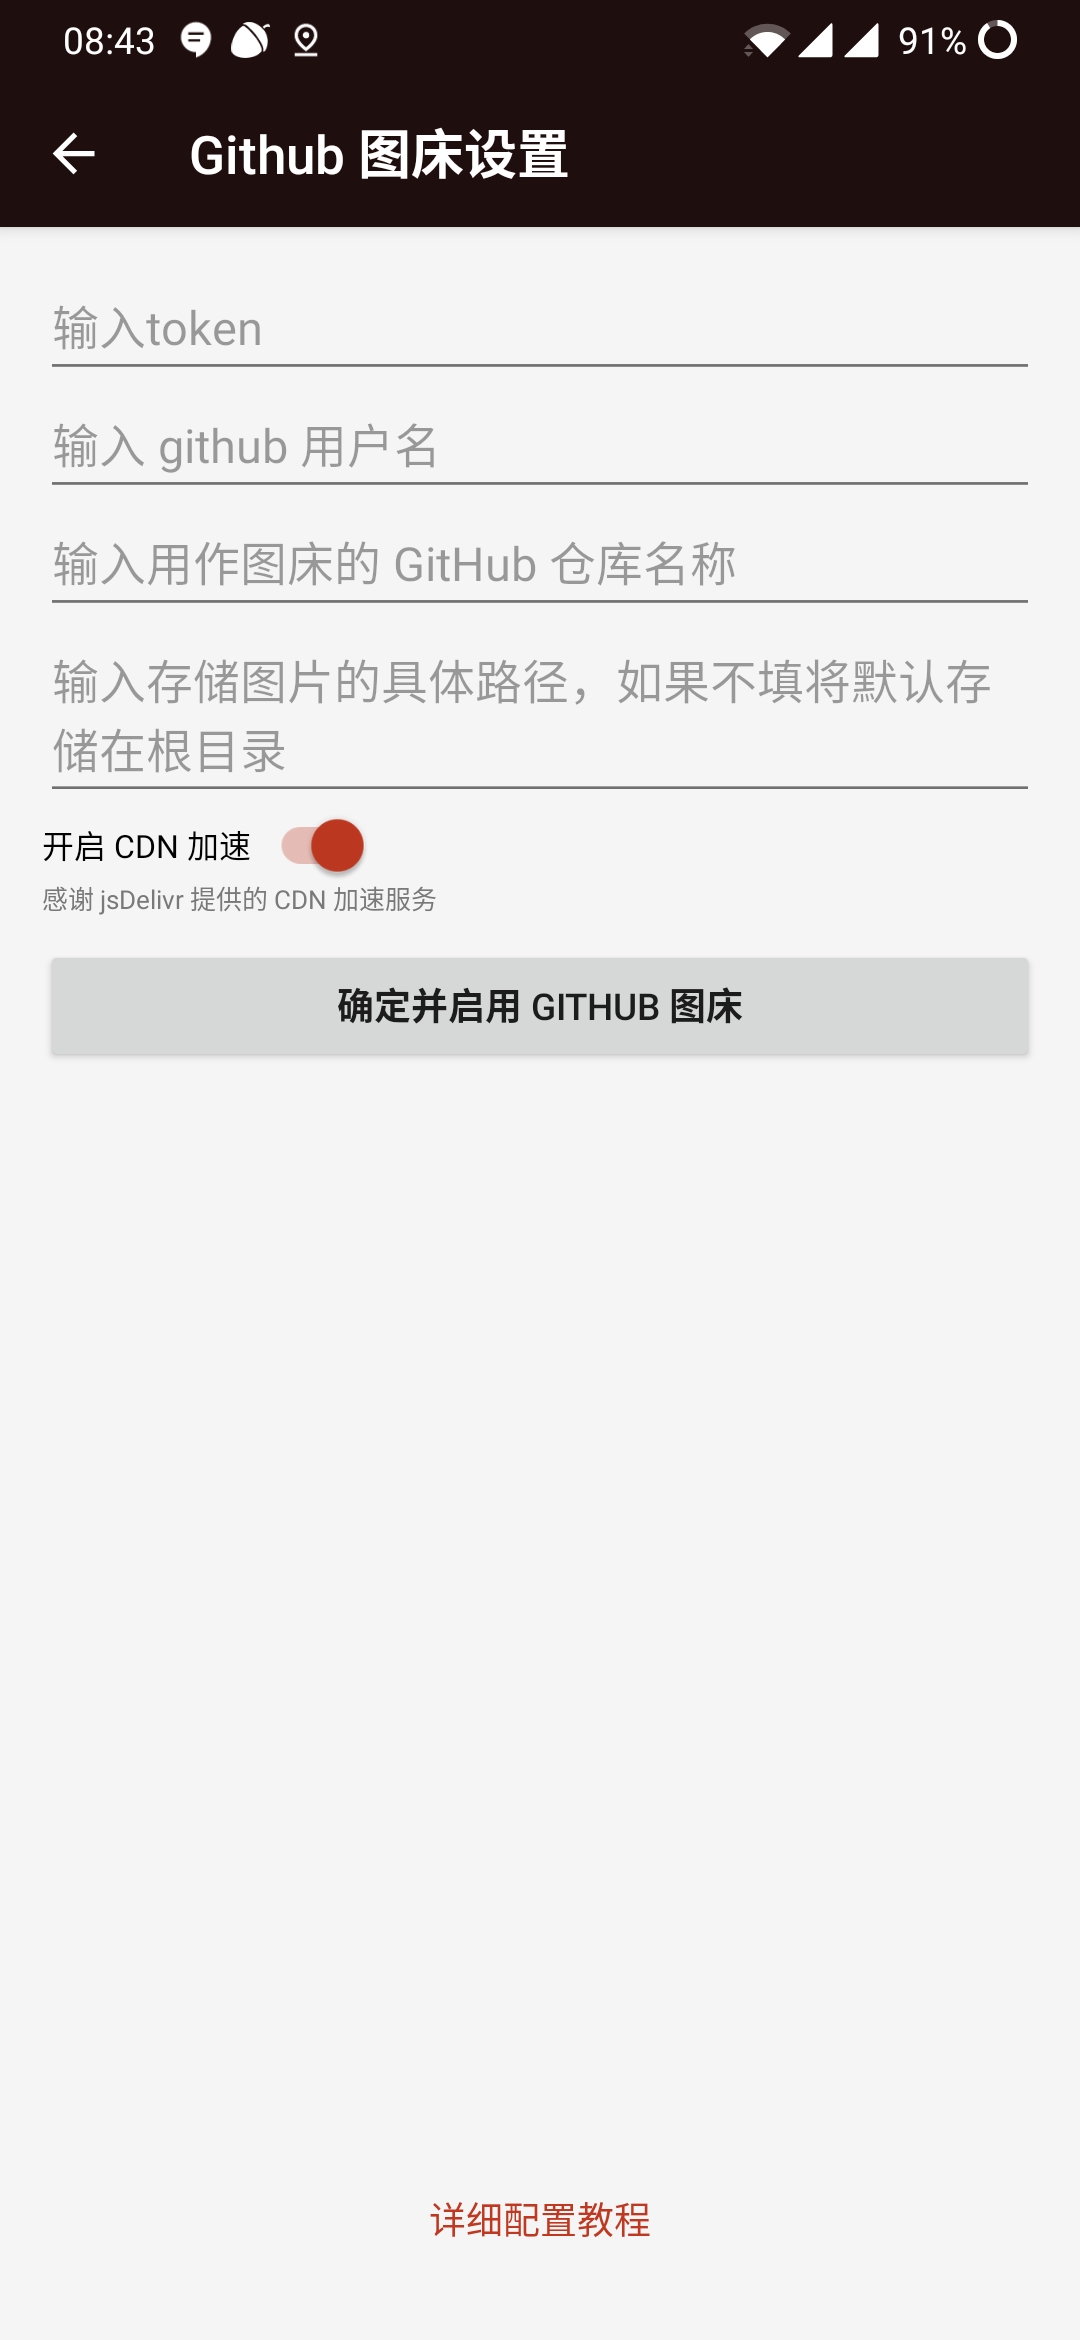 08:43
91%
Github 图床设置
输入token
输入 github 用户名
输入用作图床的 GitHub 仓库名称
输入存储图片的具体路径，如果不填将默认存
储在根目录
开启 CDN 加速
感谢 jsDelivr 提供的 CDN 加速服务
确定并启用 GITHUB 图床
详细配置教程